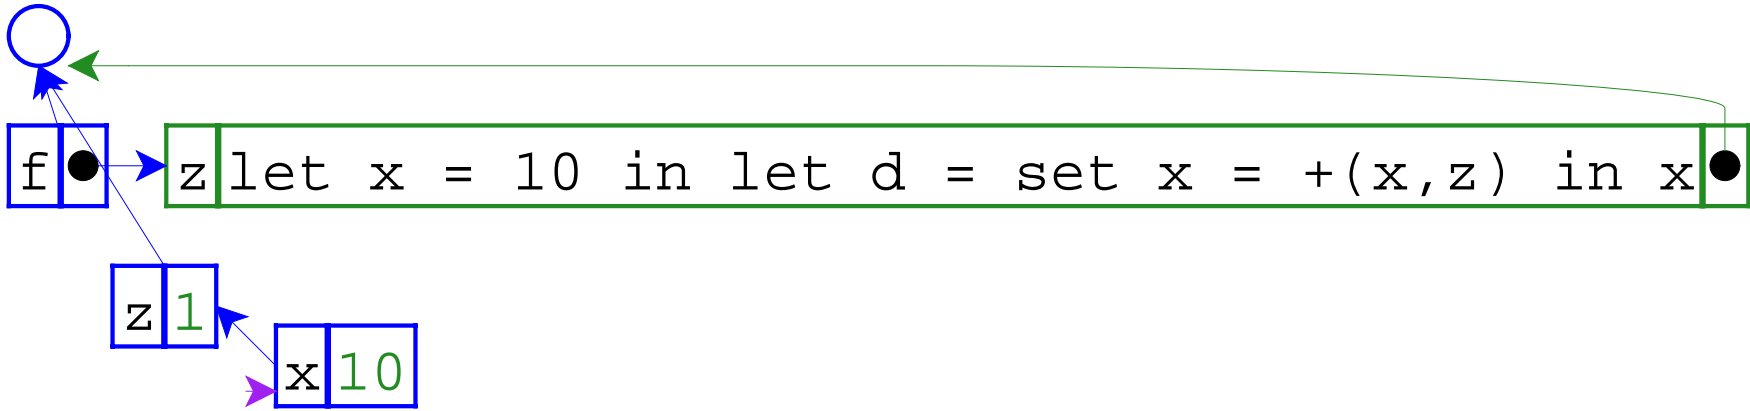 f z let x = 10 in let d = set x = +(x,z) in x
z 1
x 10